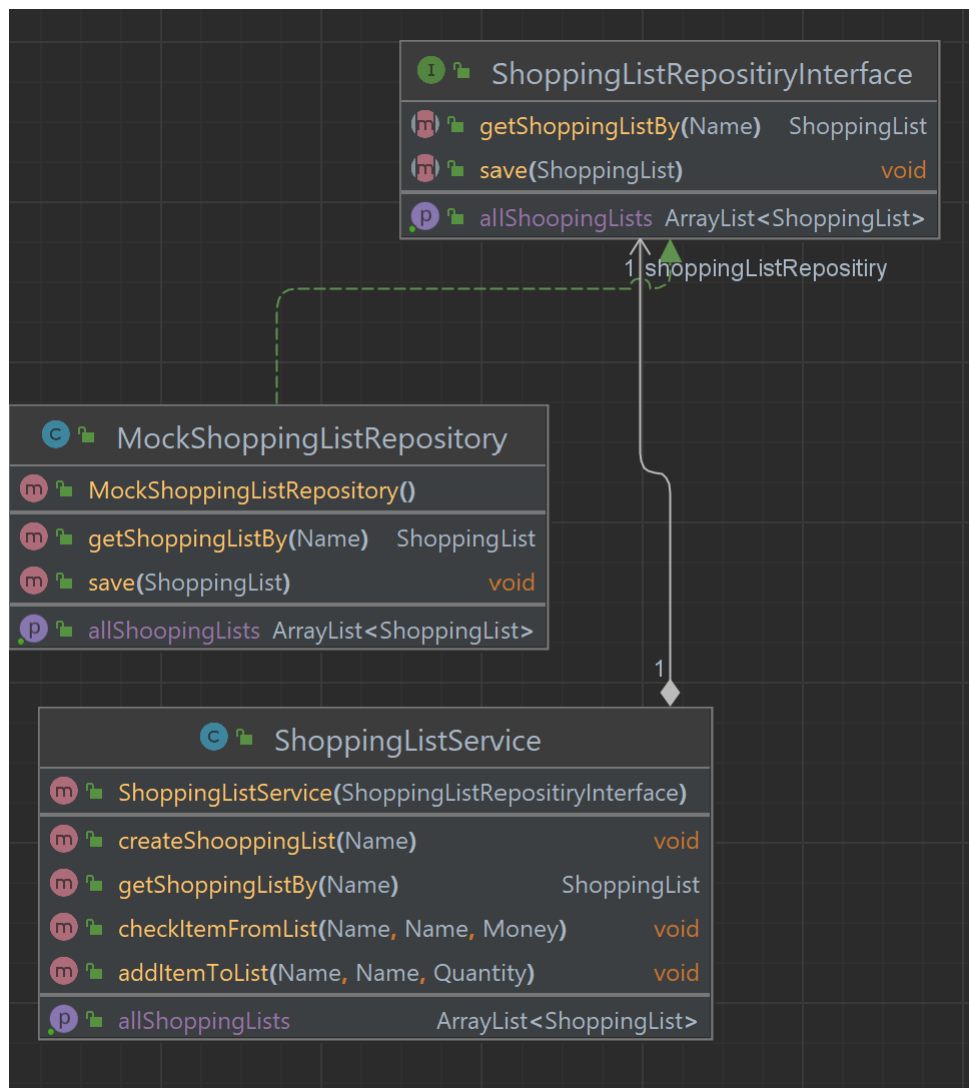 I ShoppingListRepositiryInterface
m getShoppingListBy(Name) ShoppingList
m save(ShoppingList) void
p allShoopingLists ArrayList<ShoppingList>
1 shoppingListRepositiry
C MockShoppingListRepository
m MockShoppingListRepository()
m getShoppingListBy(Name) ShoppingList
m save(ShoppingList) void
p allShoopingLists ArrayList<ShoppingList>
1
C ShoppingListService
m ShoppingListService(ShoppingListRepositiryInterface)
m createShooppingList(Name) void
m getShoppingListBy(Name) ShoppingList
m checkItemFromList(Name, Name, Money) void
m addItemToList(Name, Name, Quantity) void
p allShoppingLists ArrayList<ShoppingList>